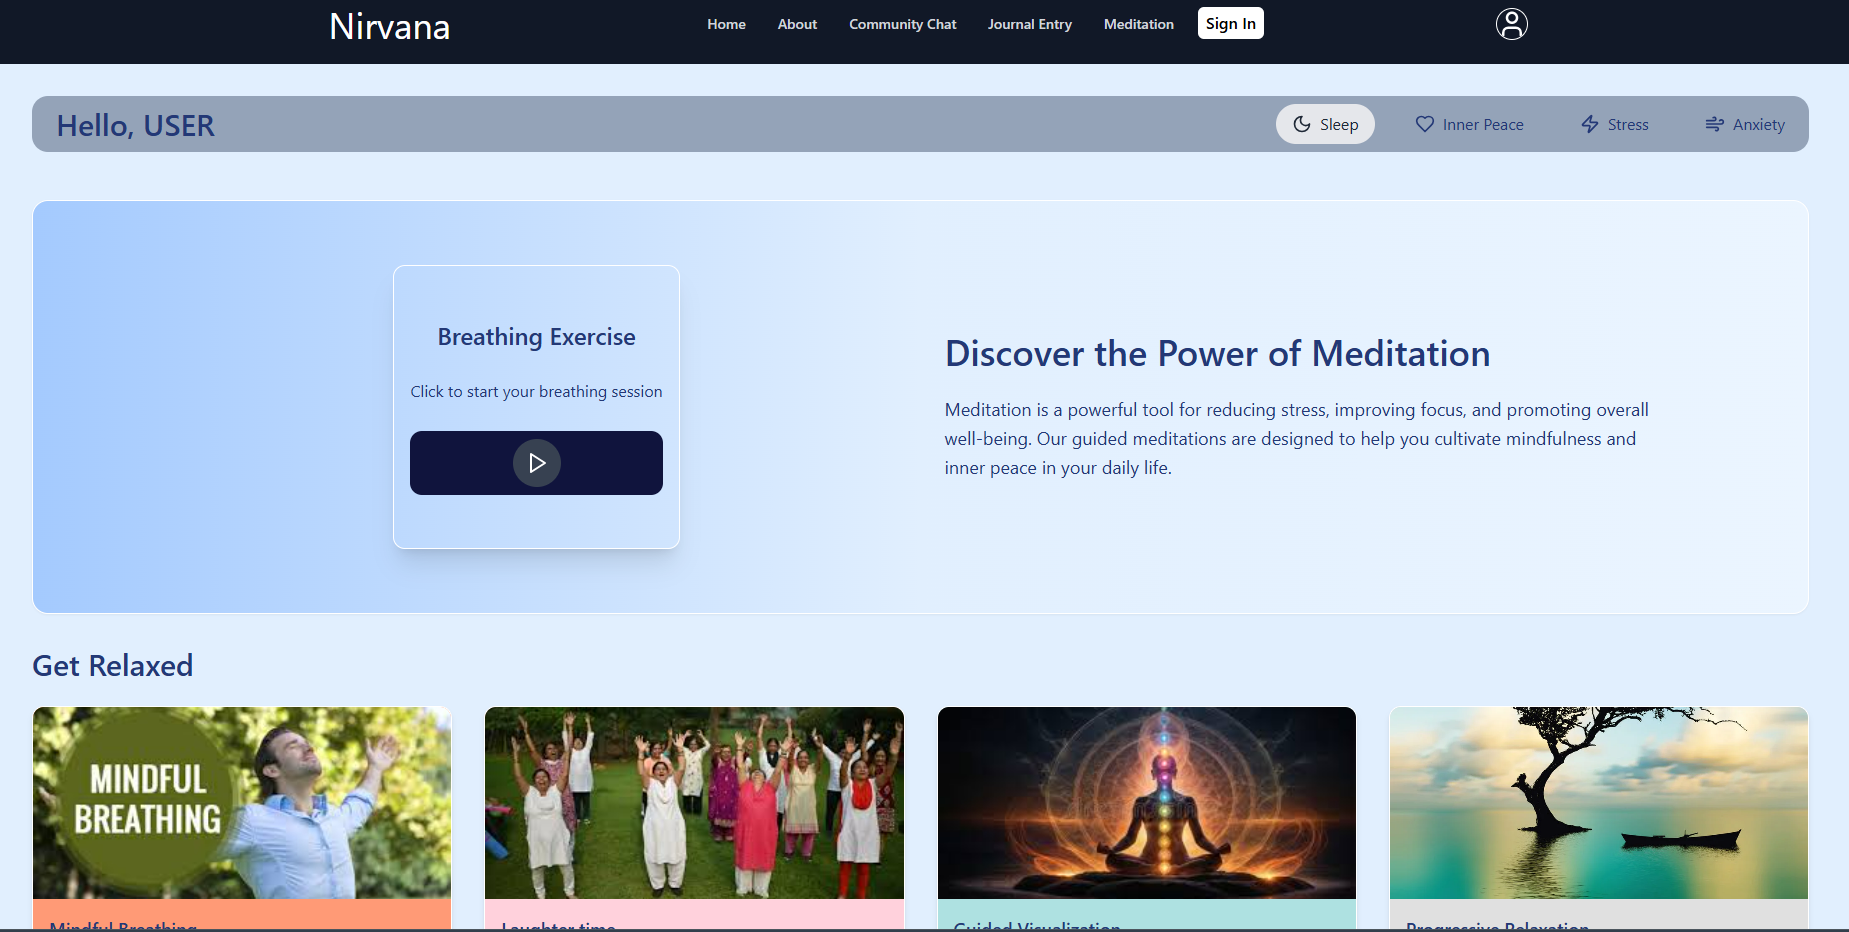 Nirvana
Home About Community Chat Journal Entry Meditation Sign In
Hello, USER
Sleep Inner Peace Stress Anxiety
Breathing Exercise
Click to start your breathing session
Discover the Power of Meditation
Meditation is a powerful tool for reducing stress, improving focus, and promoting overall
well-being. Our guided meditations are designed to help you cultivate mindfulness and
inner peace in your daily life.
Get Relaxed
MINDFUL
BREATHING
Mindful Breathing
Laughter time
Guided Visualization
Progressive Relaxation